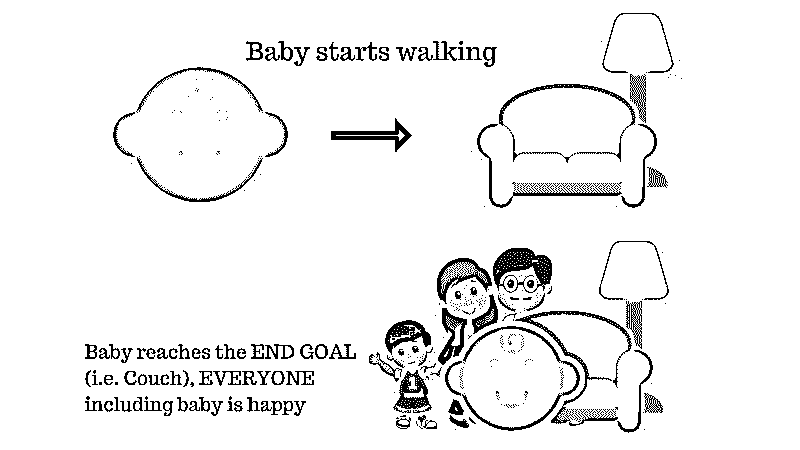 Baby starts walking
Baby reaches the END GOAL
(i.e. Couch), EVERYONE
including baby is happy